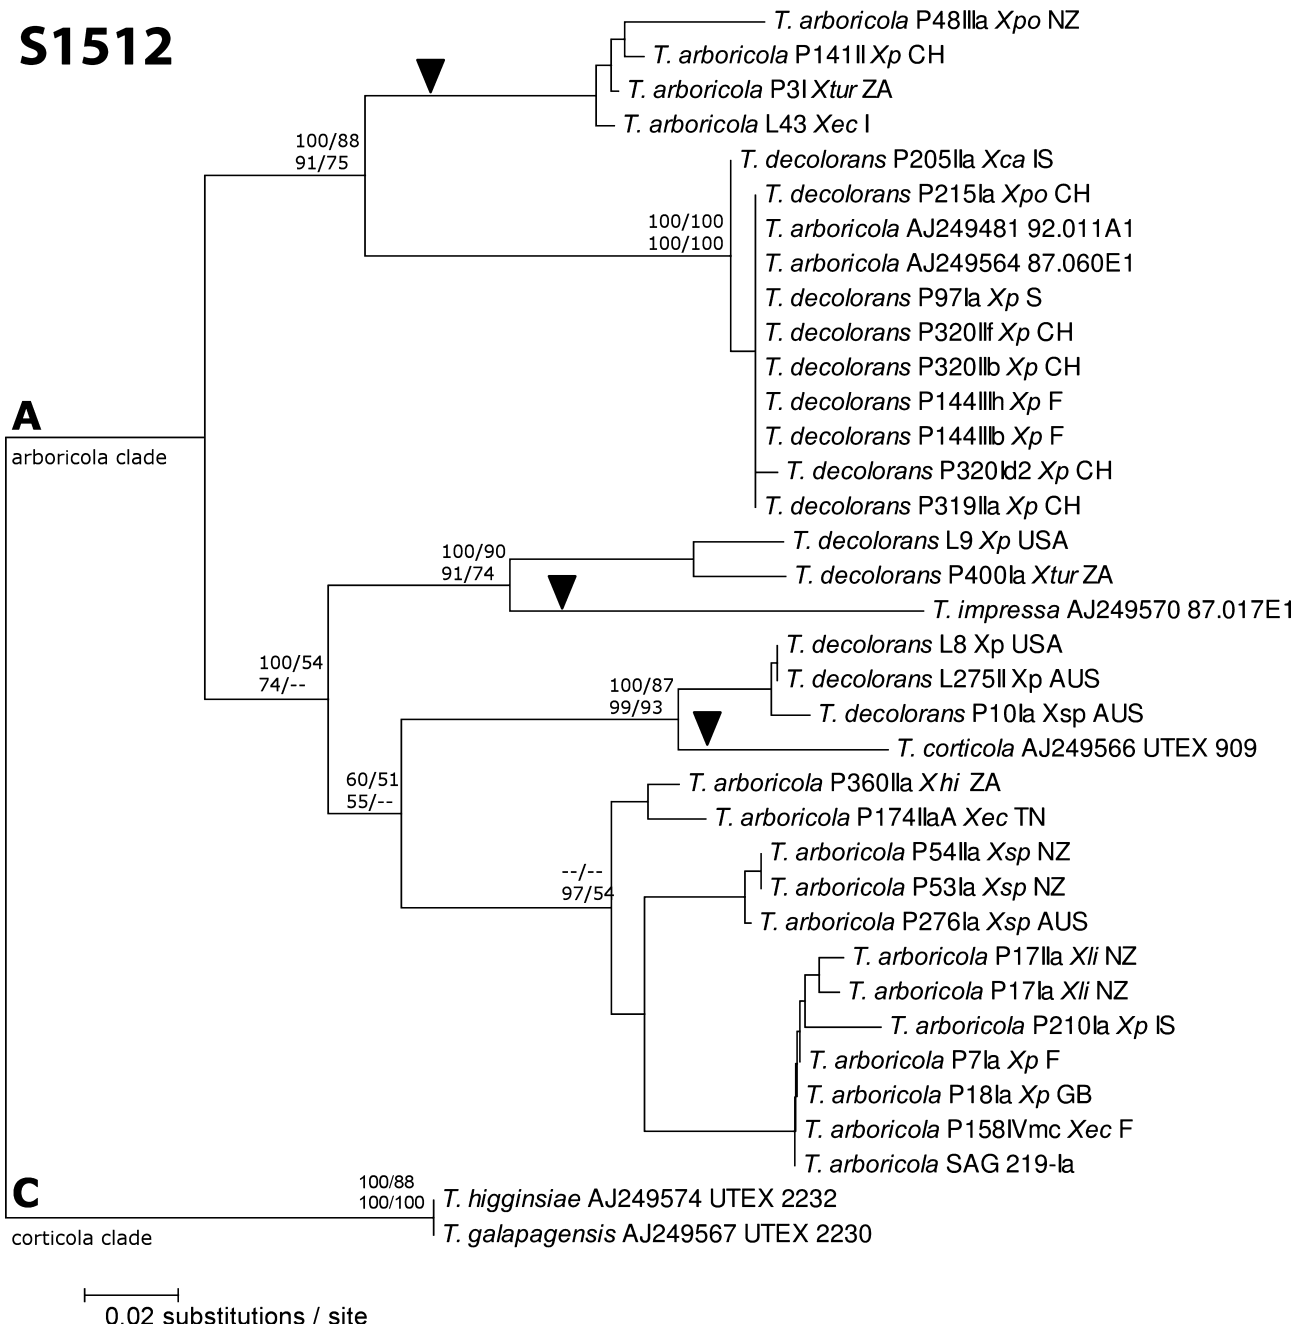 S1512
T. arboricola P48IIIa Xpo NZ
T. arboricola P141II Xp CH
T. arboricola P3I Xtur ZA
T. arboricola L43 Xec I
100/88
91/75
T. decolorans P205IIa Xca IS
T. decolorans P215Ia Xpo CH
100/100
100/100
T. arboricola AJ249481 92.011A1
T. arboricola AJ249564 87.060E1
T. decolorans P97Ia Xp S
T. decolorans P320IIf Xp CH
T. decolorans P320IIb Xp CH
T. decolorans P144IIIh Xp F
A
T. decolorans P144IIIb Xp F
arboricola clade
T. decolorans P320Id2 Xp CH
T. decolorans P319IIa Xp CH
T. decolorans L9 Xp USA
100/90
91/74
T. decolorans P400Ia Xtur ZA
T. impressa AJ249570 87.017E1
T. decolorans L8 Xp USA
100/54
74/--
T. decolorans L275II Xp AUS
100/87
99/93
T. decolorans P10Ia Xsp AUS
T. corticola AJ249566 UTEX 909
60/51
55/--
T. arboricola P360IIa Xhi ZA
T. arboricola P174IIaA Xec TN
T. arboricola P54IIa Xsp NZ
--/--
97/54
T. arboricola P53Ia Xsp NZ
T. arboricola P276Ia Xsp AUS
T. arboricola P17IIa Xli NZ
T. arboricola P17Ia Xli NZ
T. arboricola P210Ia Xp IS
T. arboricola P7Ia Xp F
T. arboricola P18Ia Xp GB
T. arboricola P158IVmc Xec F
T. arboricola SAG 219-Ia
C
100/88
100/100
T. higginsiae AJ249574 UTEX 2232
T. galapagensis AJ249567 UTEX 2230
corticola clade
0.02 substitutions / site